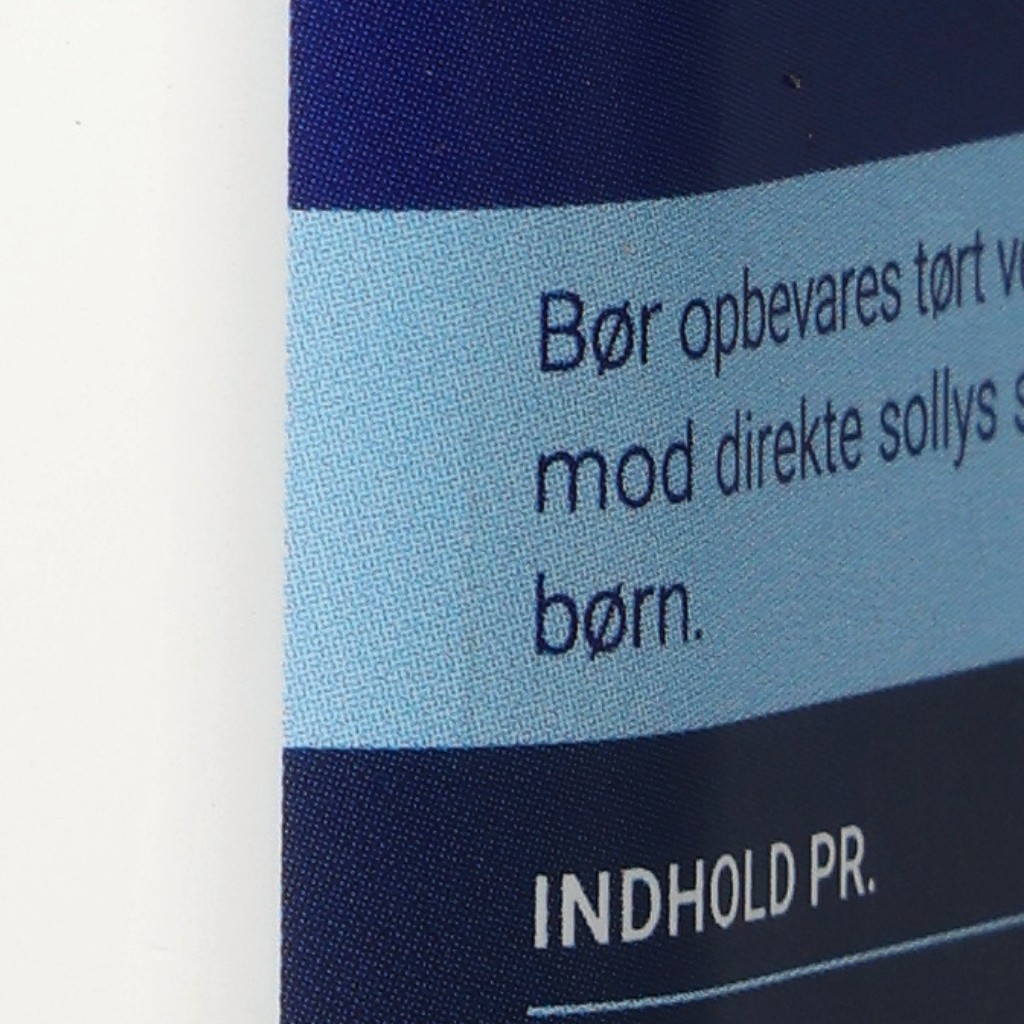 Bør opbevares tørt
mod direkte sollys
børn.
INDHOLD PR.